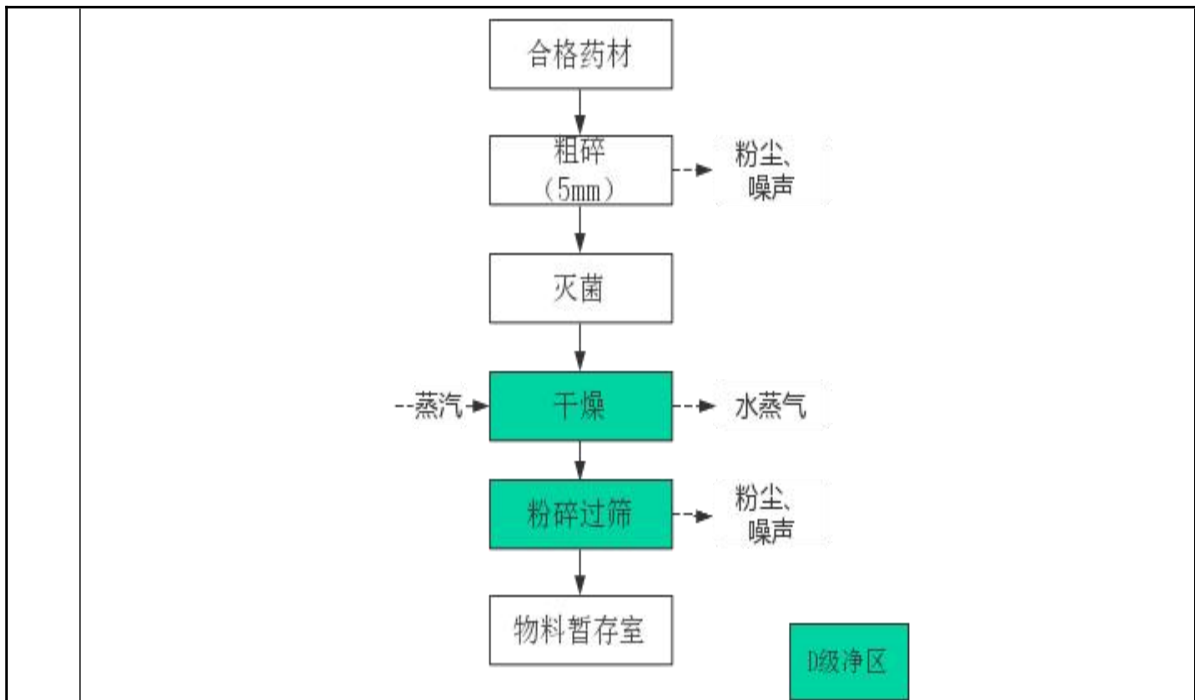 合格药材
粗碎
（5mm）
粉尘、
噪声
灭菌
蒸汽
干燥
水蒸气
粉碎过筛
粉尘、
噪声
物料暂存室
D级净区